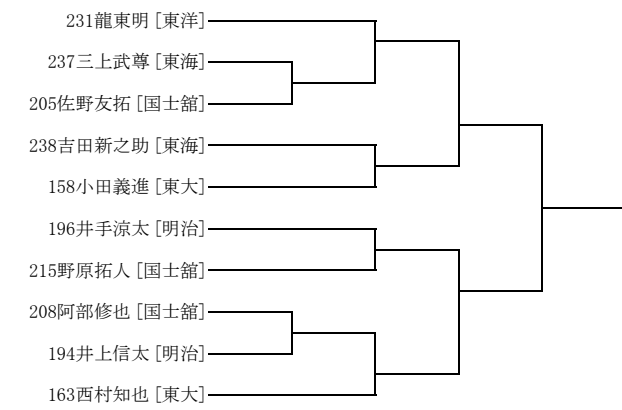 231龍東明 [東洋]
237三上武尊 [東海]
205佐野友拓 [国士舘]
238吉田新之助 [東海]
158小田義進 [東大]
196井手涼太 [明治]
215野原拓人 [国士舘]
208阿部修也 [国士舘]
194井上信太 [明治]
163西村知也 [東大]